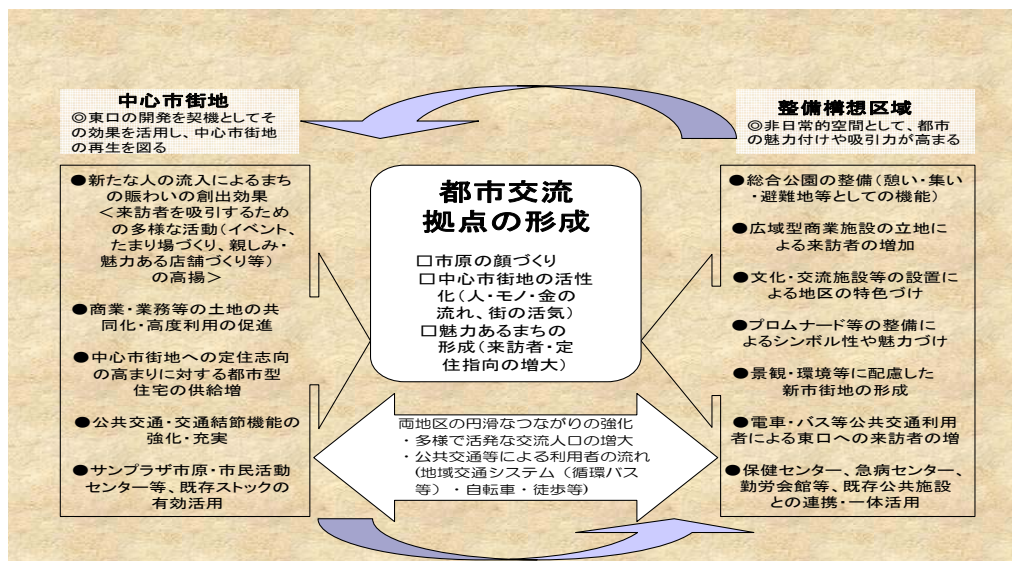 中心市街地
◎東口の開発を契機としてそ
の効果を活用し、中心市街地
の再生を図る
●新たな人の流入によるまち
の賑わいの創出効果
<来訪者を吸引するため
の多様な活動(イベント、
たまり場づくり、親しみ・
魅力ある店舗づくり等)
の高揚>
●商業・業務等の土地の共
同化・高度利用の促進
●中心市街地への定住志向
の高まりに対する都市型
住宅の供給増
●公共交通・交通結節機能の
強化・充実
●サンプラザ市原・市民活動
センター等、既存ストックの
有効活用
都市交流
拠点の形成
□市原の顔づくり
□中心市街地の活性
化(人・モノ・金の
流れ、街の活気)
□魅力あるまちの
形成(来訪者・定
住指向の増大)
両地区の円滑なつながりの強化
・多様で活発な交流人口の増大
・公共交通等による利用者の流れ
(地域交通システム（循環バス
等）・自転車・徒歩等)
整備構想区域
◎非日常的空間として、都市
の魅力付けや吸引力が高まる
●総合公園の整備(憩い・集い
・避難地等としての機能)
●広域型商業施設の立地に
よる来訪者の増加
●文化・交流施設等の設置に
よる地区の特色づけ
●プロムナード等の整備に
よるシンボル性や魅力づけ
●景観・環境等に配慮した
新市街地の形成
●電車・バス等公共交通利用
者による東口への来訪者の増
●保健センター、急病センター、
勤労会館等、既存公共施設
との連携・一体活用